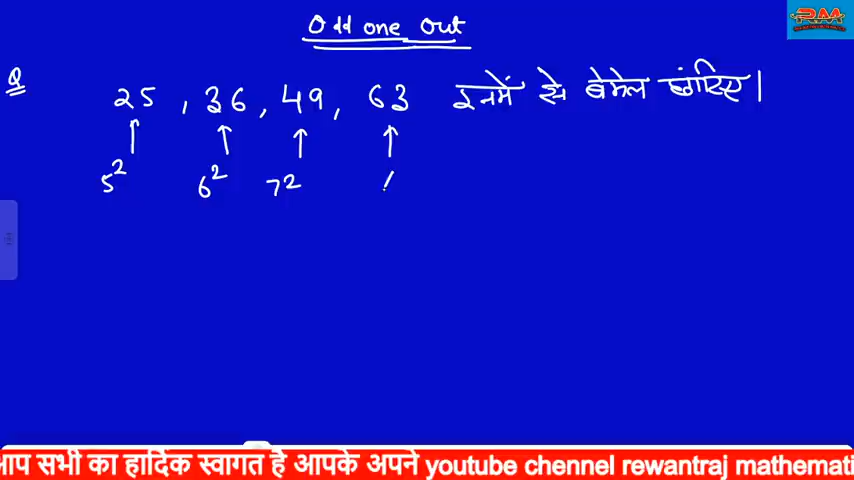 Odd one Out
RMA
Q 25, 36, 49, 63 इनमें से बेमेल छांटिए।
5² 6² 7²
आप सभी का हार्दिक स्वागत है आपके अपने youtube chennel rewantraj mathemati